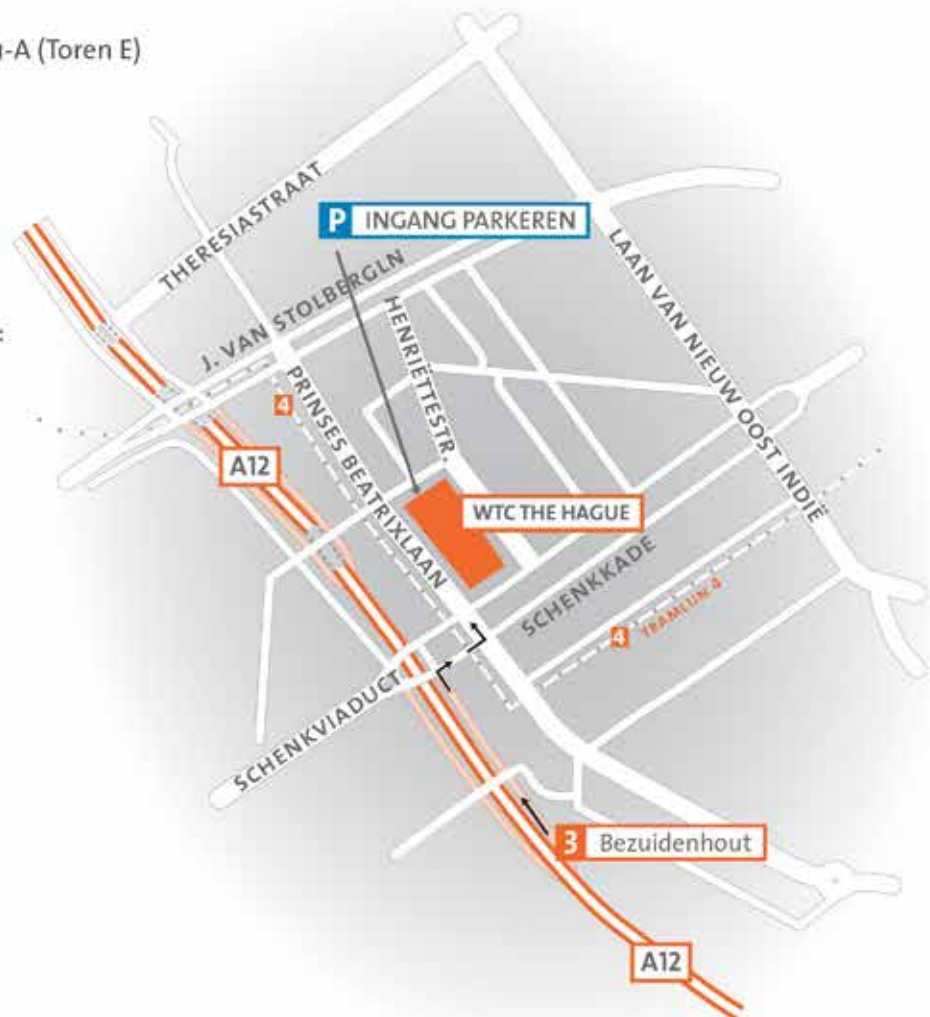 -A (Toren E)
:
THERESIASTRAAT
P INGANG PARKEREN
J. VAN STOLBERGLN
HENRIËTTESTR.
LAAN VAN NIEUW OOST INDIË
4
PRINSES BEATRIXLAAN
A12
WTC THE HAGUE
SCHENKKADE
4 TRAMLIJN 4
SCHENKVIADUCT
3 Bezuidenhout
A12